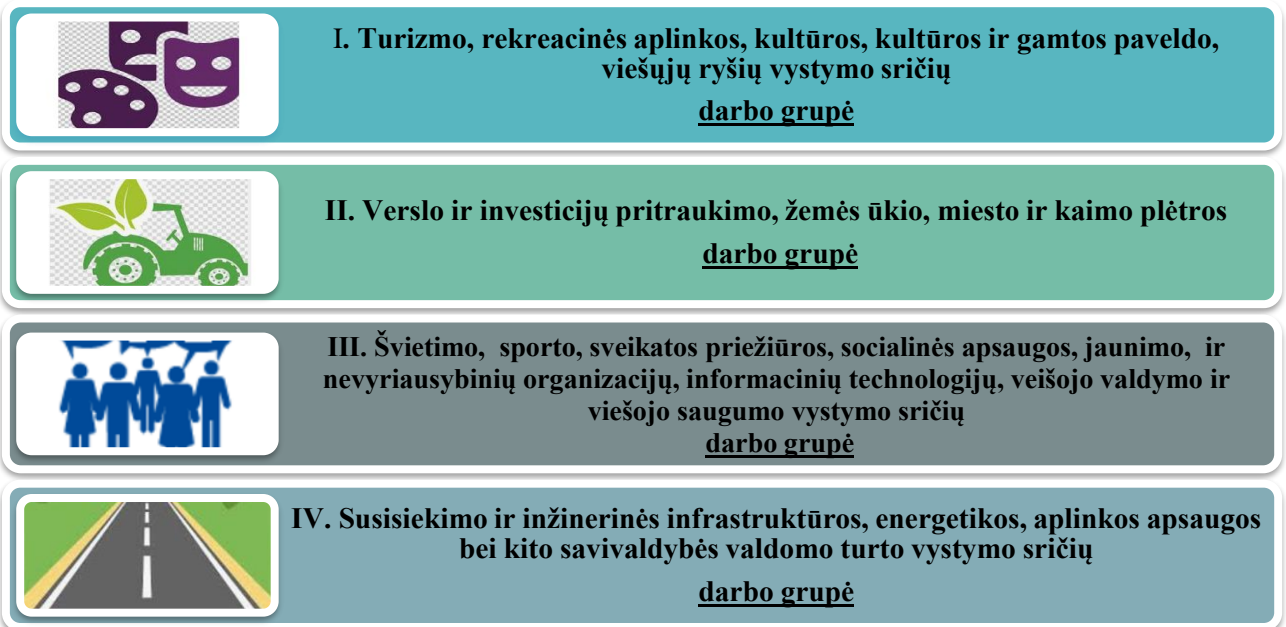 I. Turizmo, rekreacinės aplinkos, kultūros, kultūros ir gamtos paveldo,
viešųjų ryšių vystymo sričių
darbo grupė
II. Verslo ir investicijų pritraukimo, žemės ūkio, miesto ir kaimo plėtros
darbo grupė
III. Švietimo, sporto, sveikatos priežiūros, socialinės apsaugos, jaunimo, ir
nevyriausybinių organizacijų, informacinių technologijų, veišojo valdymo ir
viešojo saugumo vystymo sričių
darbo grupė
IV. Susisiekimo ir inžinerinės infrastruktūros, energetikos, aplinkos apsaugos
bei kito savivaldybės valdomo turto vystymo sričių
darbo grupė